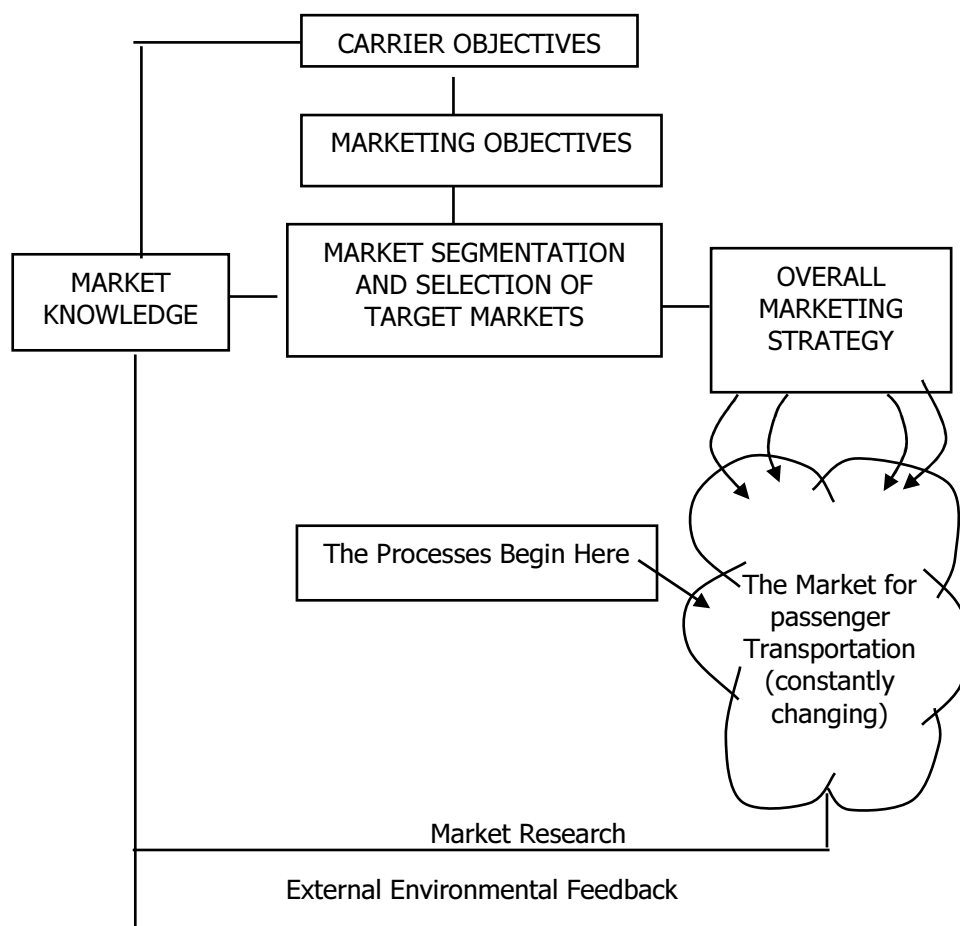 CARRIER OBJECTIVES
MARKETING OBJECTIVES
MARKET
KNOWLEDGE
MARKET SEGMENTATION
AND SELECTION OF
TARGET MARKETS
OVERALL
MARKETING
STRATEGY
The Processes Begin Here
The Market for
passenger
Transportation
(constantly
changing)
Market Research
External Environmental Feedback